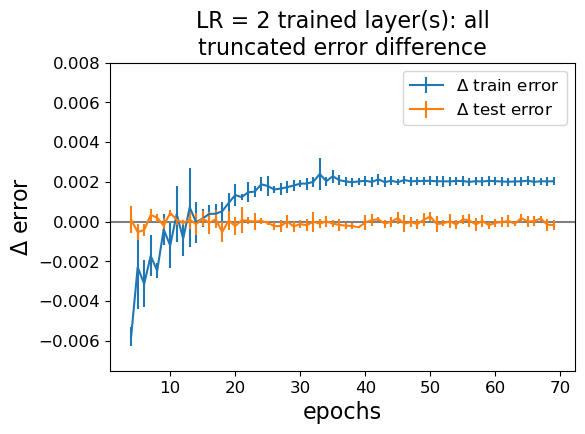 LR = 2 trained layer(s): all
truncated error difference
Δ train error
Δ test error
0.008
0.006
0.004
0.002
0.000
−0.002
−0.004
−0.006
Δ error
10
20
30
40
50
60
70
epochs